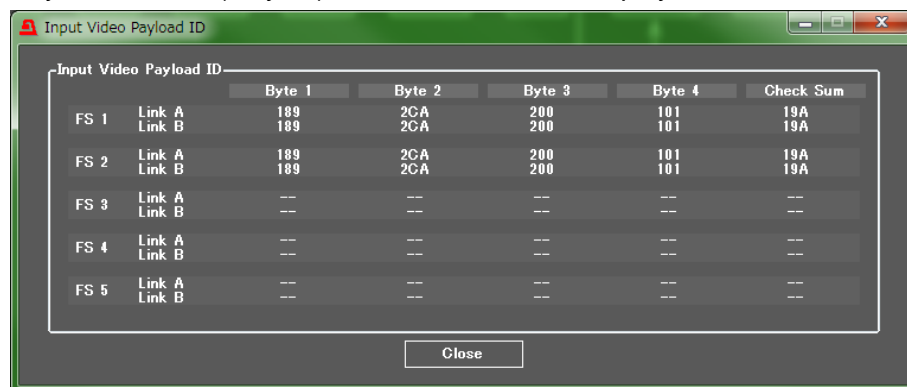 Input Video Payload ID
Input Video Payload ID
Byte 1 Byte 2 Byte 3 Byte 4 Check Sum
FS 1 Link A 189 2CA 200 101 19A
Link B 189 2CA 200 101 19A
FS 2 Link A 189 2CA 200 101 19A
Link B 189 2CA 200 101 19A
FS 3 Link A -- -- -- -- --
Link B -- -- -- -- --
FS 4 Link A -- -- -- -- --
Link B -- -- -- -- --
FS 5 Link A -- -- -- -- --
Link B -- -- -- -- --
Close